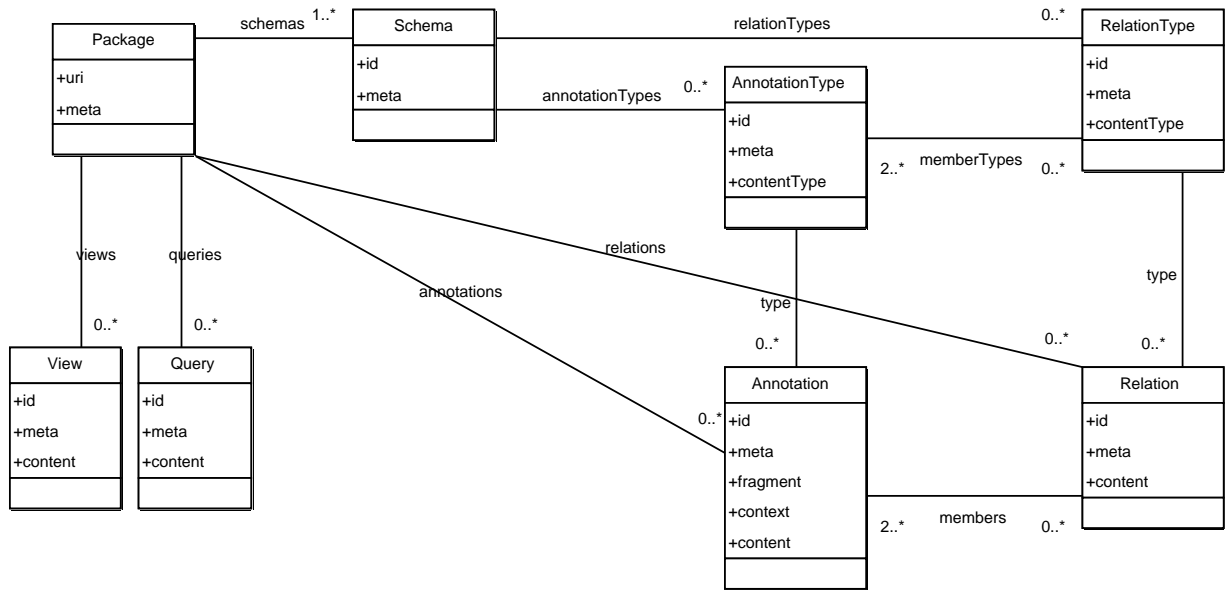 schemas
1..*
relationTypes
0..*
Package
+uri
+meta
Schema
+id
+meta
RelationType
+id
+meta
+contentType
annotationTypes
0..*
AnnotationType
+id
+meta
+contentType
2..*
memberTypes
0..*
views
queries
annotations
relations
type
type
0..*
0..*
0..*
0..*
0..*
View
+id
+meta
+content
Query
+id
+meta
+content
0..*
Annotation
+id
+meta
+fragment
+context
+content
Relation
+id
+meta
+content
2..*
members
0..*